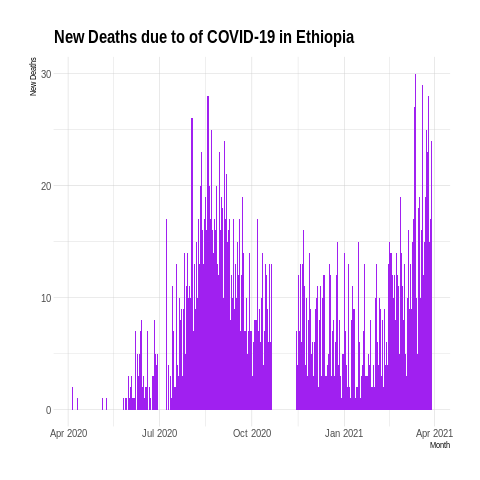 New Deaths due to of COVID-19 in Ethiopia
New Deaths
30
20
10
0
Apr 2020 Jul 2020 Oct 2020 Jan 2021 Apr 2021
Month